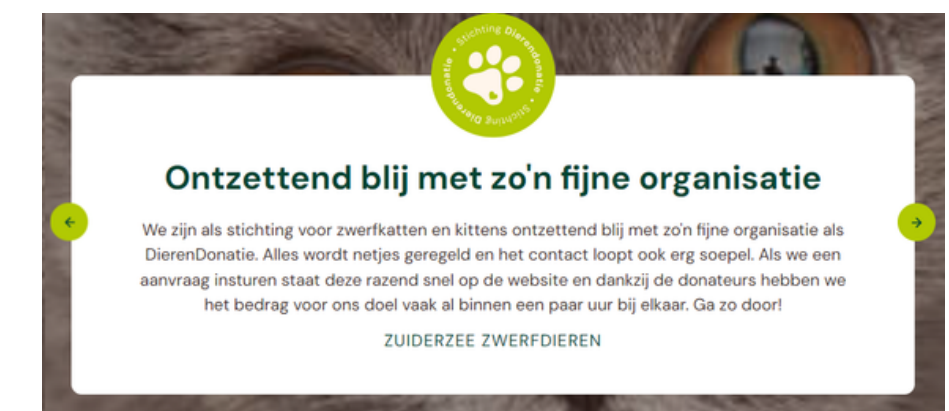 Stichting Dierendonatie • Stichting Dierendonatie •
Ontzettend blij met zo'n fijne organisatie
We zijn als stichting voor zwerfkatten en kittens ontzettend blij met zo'n fijne organisatie als
DierenDonatie. Alles wordt netjes geregeld en het contact loopt ook erg soepel. Als we een
aanvraag insturen staat deze razend snel op de website en dankzij de donateurs hebben we
het bedrag voor ons doel vaak al binnen een paar uur bij elkaar. Ga zo door!
ZUIDERZEE ZWERFDIEREN